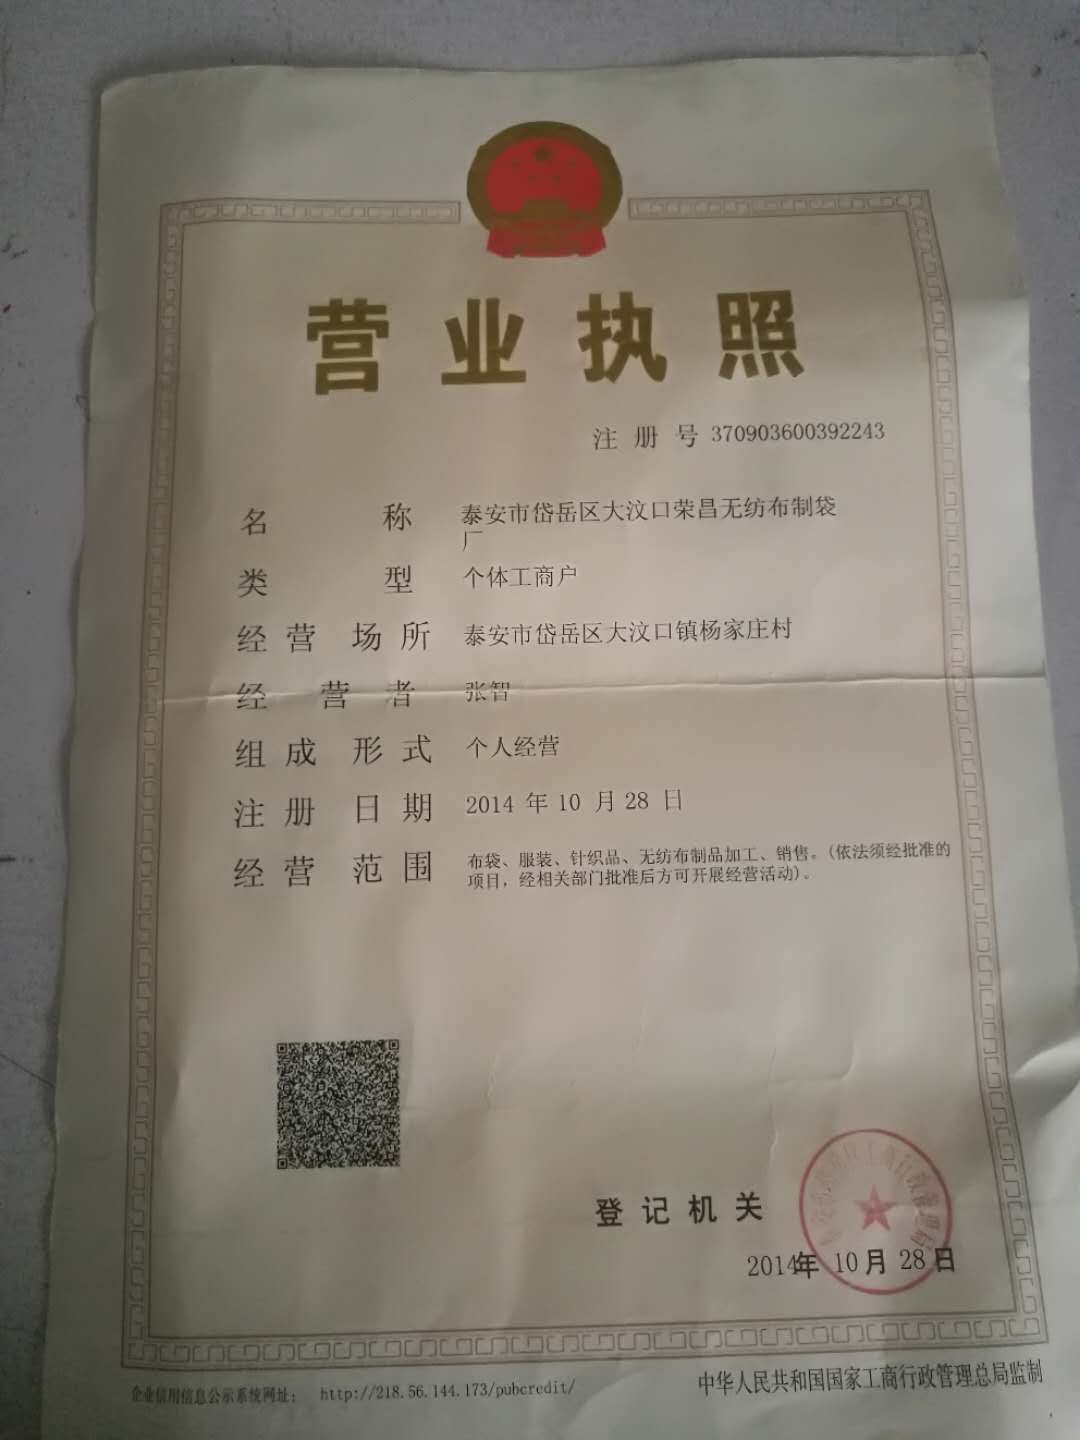 营业执照
注册号 370903600392243
名称 泰安市岱岳区大汶口荣昌无纺布制袋
厂
类型 个体工商户
经营场所 泰安市岱岳区大汶口镇杨家庄村
经营者 张智
组成形式 个人经营
注册日期 2014 年 10 月 28 日
经营范围 布袋、服装、针织品、无纺布制品加工、销售。(依法须经批准的
项目，经相关部门批准后方可开展经营活动)。
登记机关
2014年 10月 28日
企业信用信息公示系统网址： http://218.56.144.173/pubcredit/
中华人民共和国国家工商行政管理总局监制